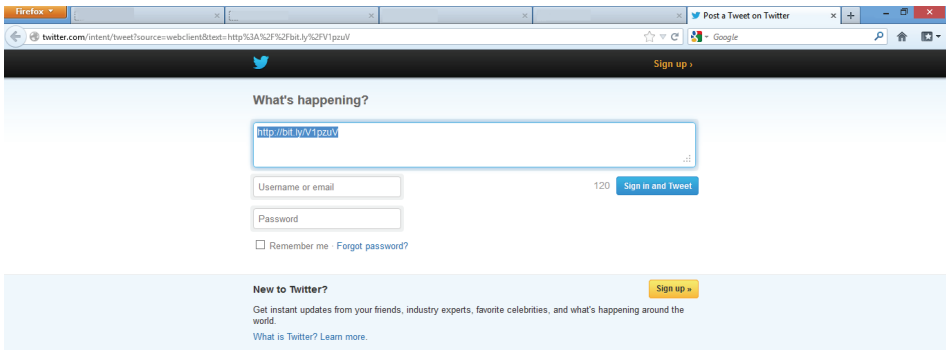 Firefox
Post a Tweet on Twitter
twitter.com/intent/tweet?source=webclient&text=http%3A%2F%2Fbit.ly%2FV1pzuV
Google
Sign up ›
What's happening?
http://bit.ly/V1pzuV
Username or email
120 Sign in and Tweet
Password
Remember me · Forgot password?
New to Twitter?
Sign up »
Get instant updates from your friends, industry experts, favorite celebrities, and what's happening around the
world.
What is Twitter? Learn more.